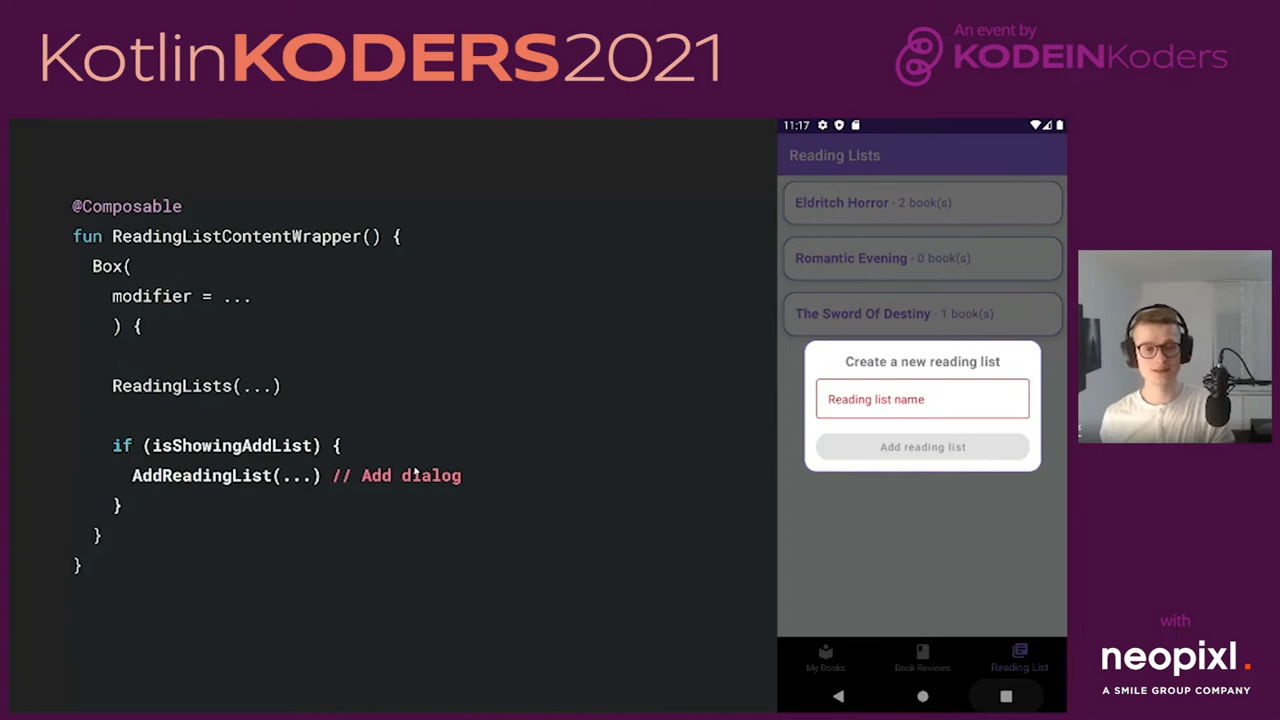 KotlinKODERS2021
An event by
KODEINKoders
@Composable
fun ReadingListContentWrapper() {
Box(
modifier = ...
) {
ReadingLists(...)
if (isShowingAddList) {
AddReadingList(...) // Add dialog
}
}
}
11:17
Reading Lists
Eldritch Horror - 2 book(s)
Romantic Evening - 0 book(s)
The Sword Of Destiny - 1 book(s)
Create a new reading list
Reading list name
Add reading list
My Books
Book Reviews
Reading List
with
neopixl.
A SMILE GROUP COMPANY